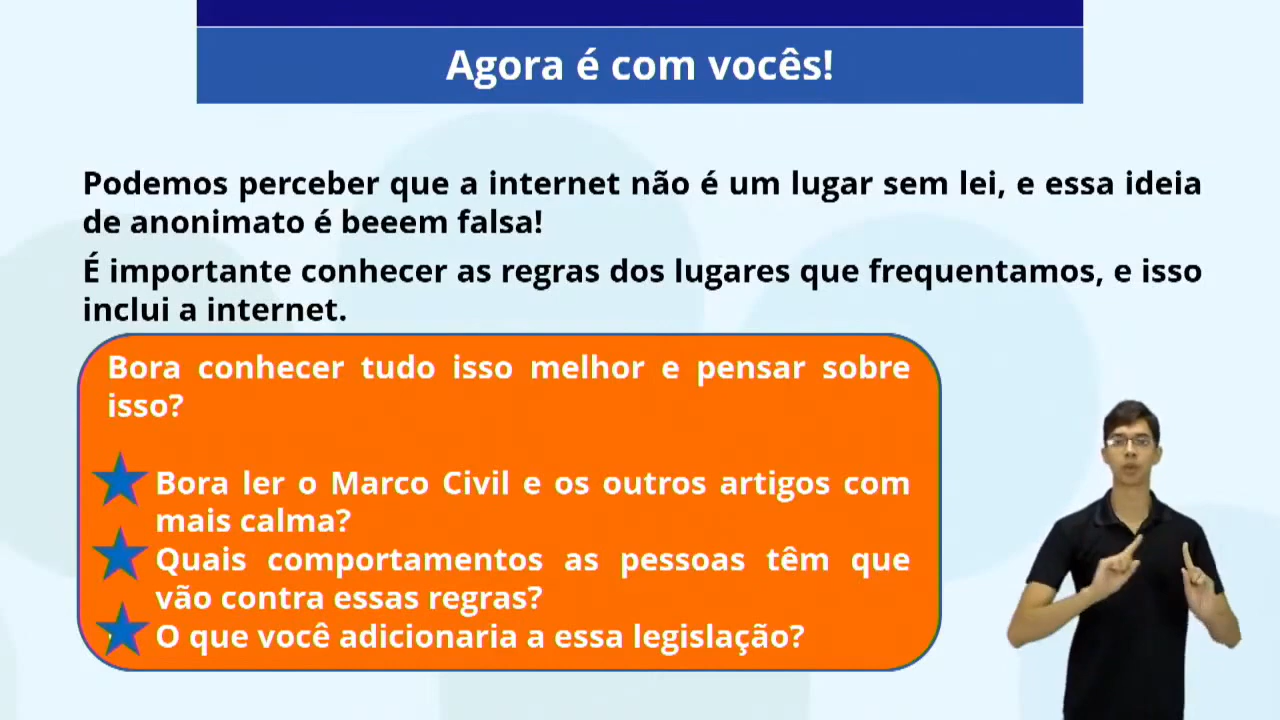 Agora é com vocês!
Podemos perceber que a internet não é um lugar sem lei, e essa ideia
de anonimato é beeem falsa!
É importante conhecer as regras dos lugares que frequentamos, e isso
inclui a internet.
Bora conhecer tudo isso melhor e pensar sobre
isso?
Bora ler o Marco Civil e os outros artigos com
mais calma?
Quais comportamentos as pessoas têm que
vão contra essas regras?
O que você adicionaria a essa legislação?